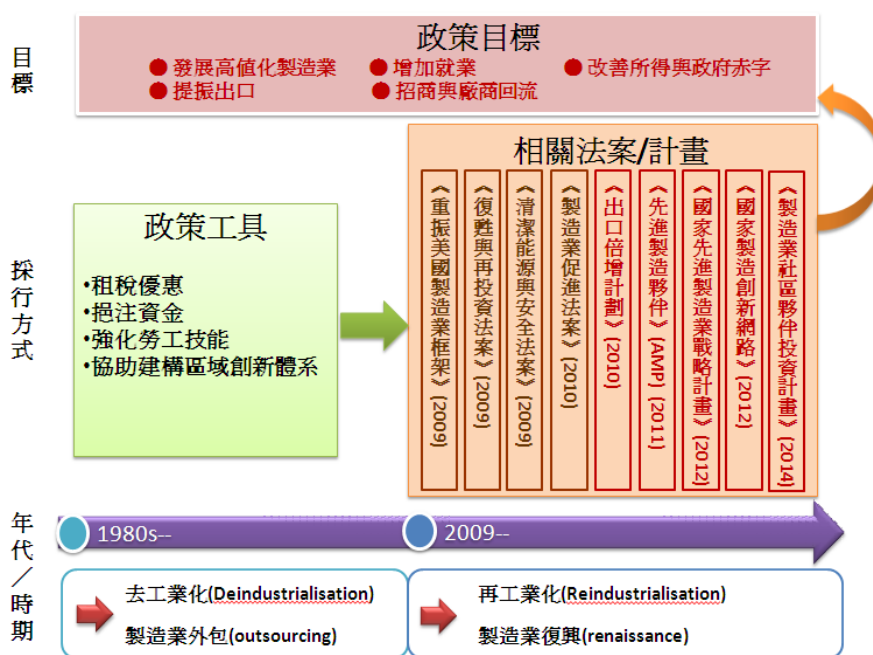 目標
政策目標
● 發展高值化製造業 ● 增加就業 ● 改善所得與政府赤字
● 提振出口 ● 招商與廠商回流
採行方式
政策工具
•租稅優惠
•挹注資金
•強化勞工技能
•協助建構區域創新體系
相關法案/計畫
《重振美國製造業框架》(2009)
《復甦與再投資法案》(2009)
《清潔能源與安全法案》(2009)
《製造業促進法案》(2010)
《出口倍增計劃》(2010)
《先進製造夥伴》(AMP) (2011)
《國家先進製造業戰略計畫》(2012)
《國家製造創新網路》(2012)
《製造業社區夥伴投資計畫》(2014)
年代／時期
1980s-- 2009--
去工業化(Deindustrialisation)
製造業外包(outsourcing)
再工業化(Reindustrialisation)
製造業復興(renaissance)